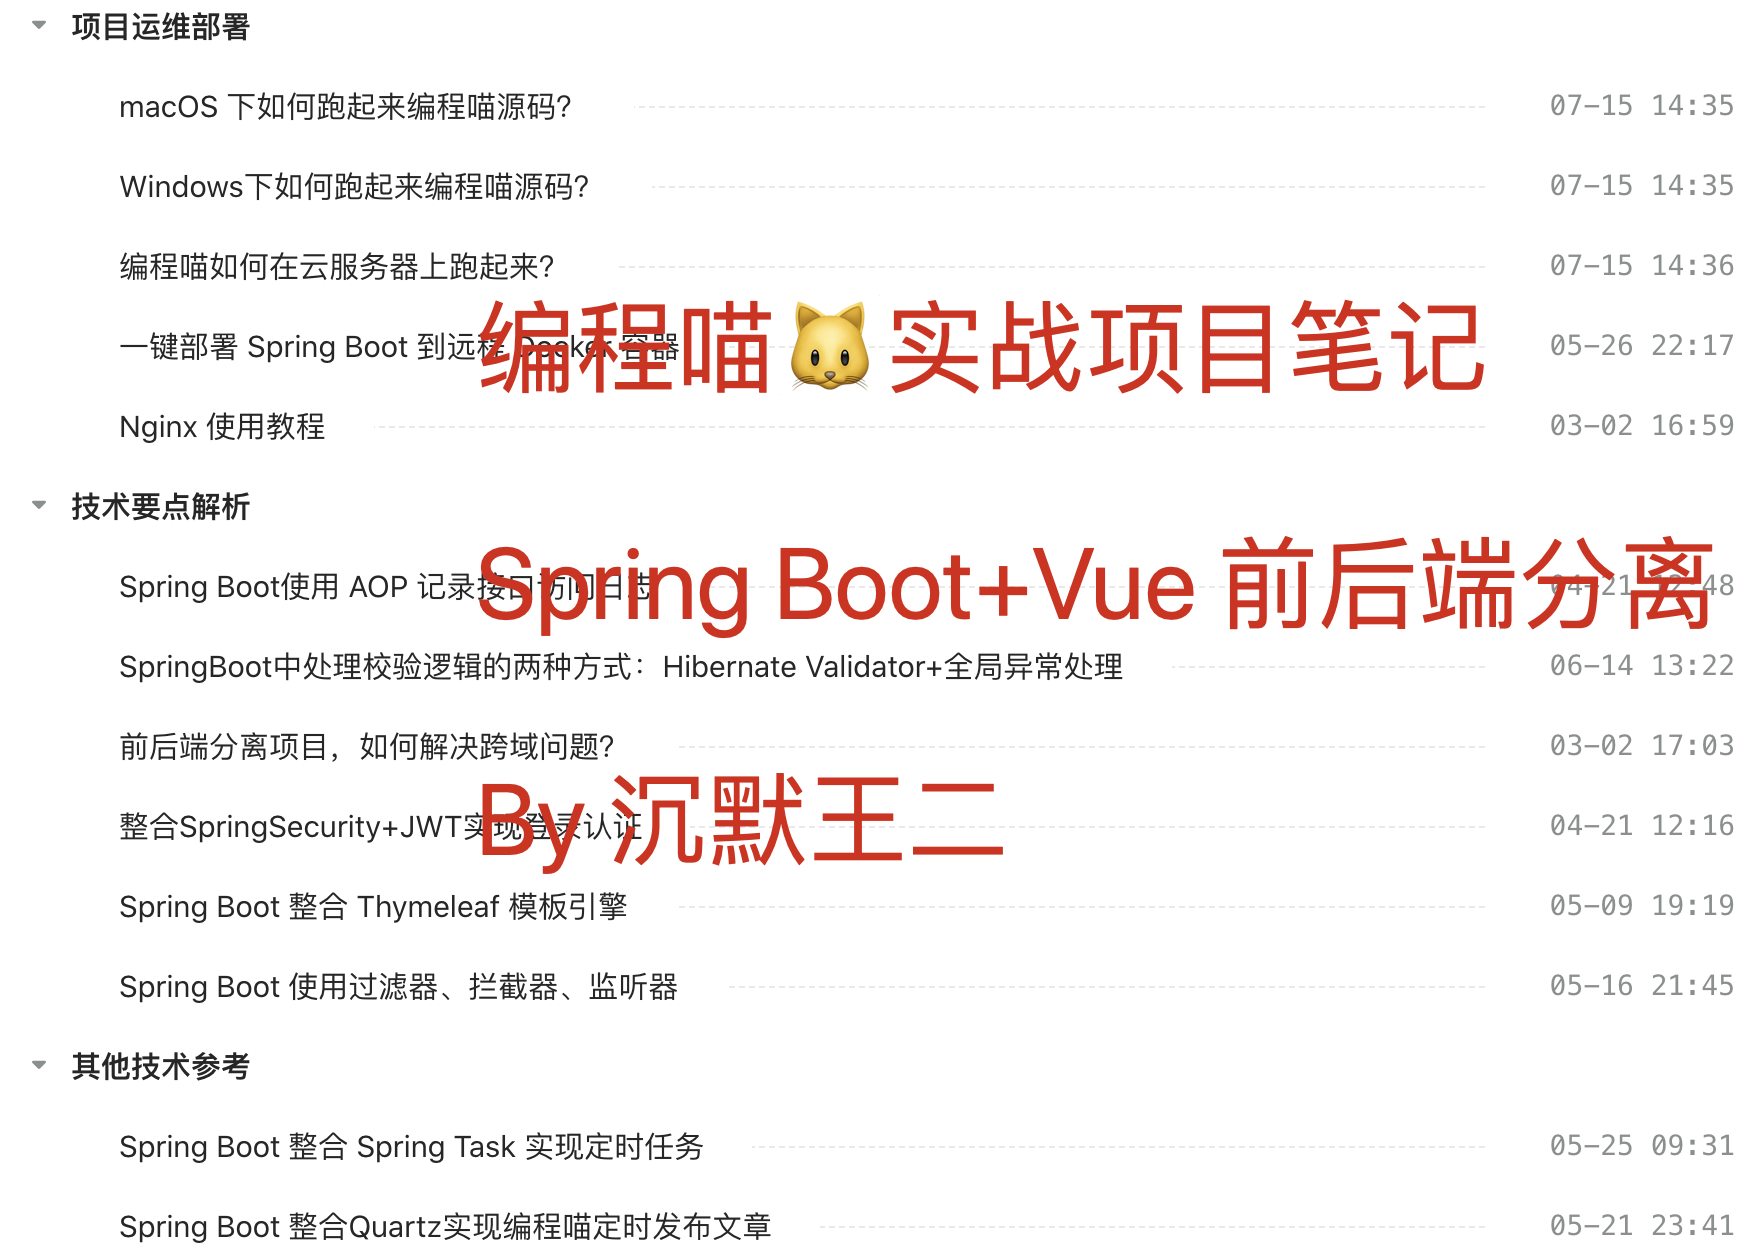 项目运维部署
macOS 下如何跑起来编程喵源码? 07-15 14:35
Windows下如何跑起来编程喵源码? 07-15 14:35
编程喵如何在云服务器上跑起来? 07-15 14:36
一键部署 Spring Boot 到远程 Docker 容器 05-26 22:17
编程喵🐱实战项目笔记
Nginx 使用教程 03-02 16:59
技术要点解析
Spring Boot使用 AOP 记录接口访问日志 04-21 12:48
Spring Boot+Vue 前后端分离
SpringBoot中处理校验逻辑的两种方式：Hibernate Validator+全局异常处理 06-14 13:22
前后端分离项目，如何解决跨域问题? 03-02 17:03
整合SpringSecurity+JWT实现登录认证 04-21 12:16
By 沉默王二
Spring Boot 整合 Thymeleaf 模板引擎 05-09 19:19
Spring Boot 使用过滤器、拦截器、监听器 05-16 21:45
其他技术参考
Spring Boot 整合 Spring Task 实现定时任务 05-25 09:31
Spring Boot 整合Quartz实现编程喵定时发布文章 05-21 23:41